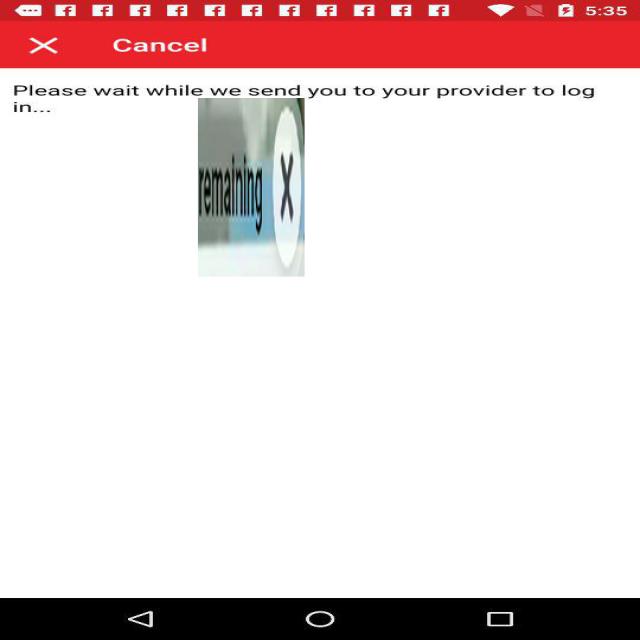 5:35
Cancel
Please wait while we send you to your provider to log
in...
remaining